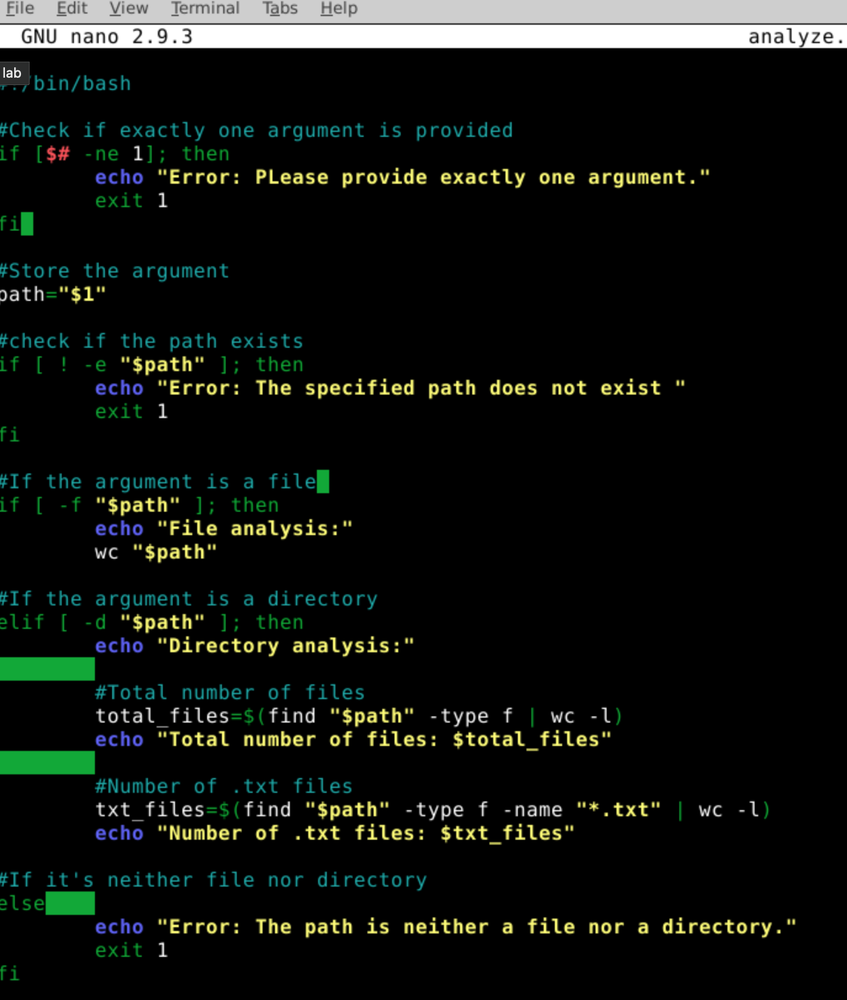 File Edit View Terminal Tabs Help
GNU nano 2.9.3 analyze.
lab
#!/bin/bash
#Check if exactly one argument is provided
if [$# -ne 1]; then
echo "Error: PLease provide exactly one argument."
exit 1
fi
#Store the argument
path="$1"
#check if the path exists
if [ ! -e "$path" ]; then
echo "Error: The specified path does not exist "
exit 1
fi
#If the argument is a file
if [ -f "$path" ]; then
echo "File analysis:"
wc "$path"
#If the argument is a directory
elif [ -d "$path" ]; then
echo "Directory analysis:"
#Total number of files
total_files=$(find "$path" -type f | wc -l)
echo "Total number of files: $total_files"
#Number of .txt files
txt_files=$(find "$path" -type f -name "*.txt" | wc -l)
echo "Number of .txt files: $txt_files"
#If it's neither file nor directory
else
echo "Error: The path is neither a file nor a directory."
exit 1
fi